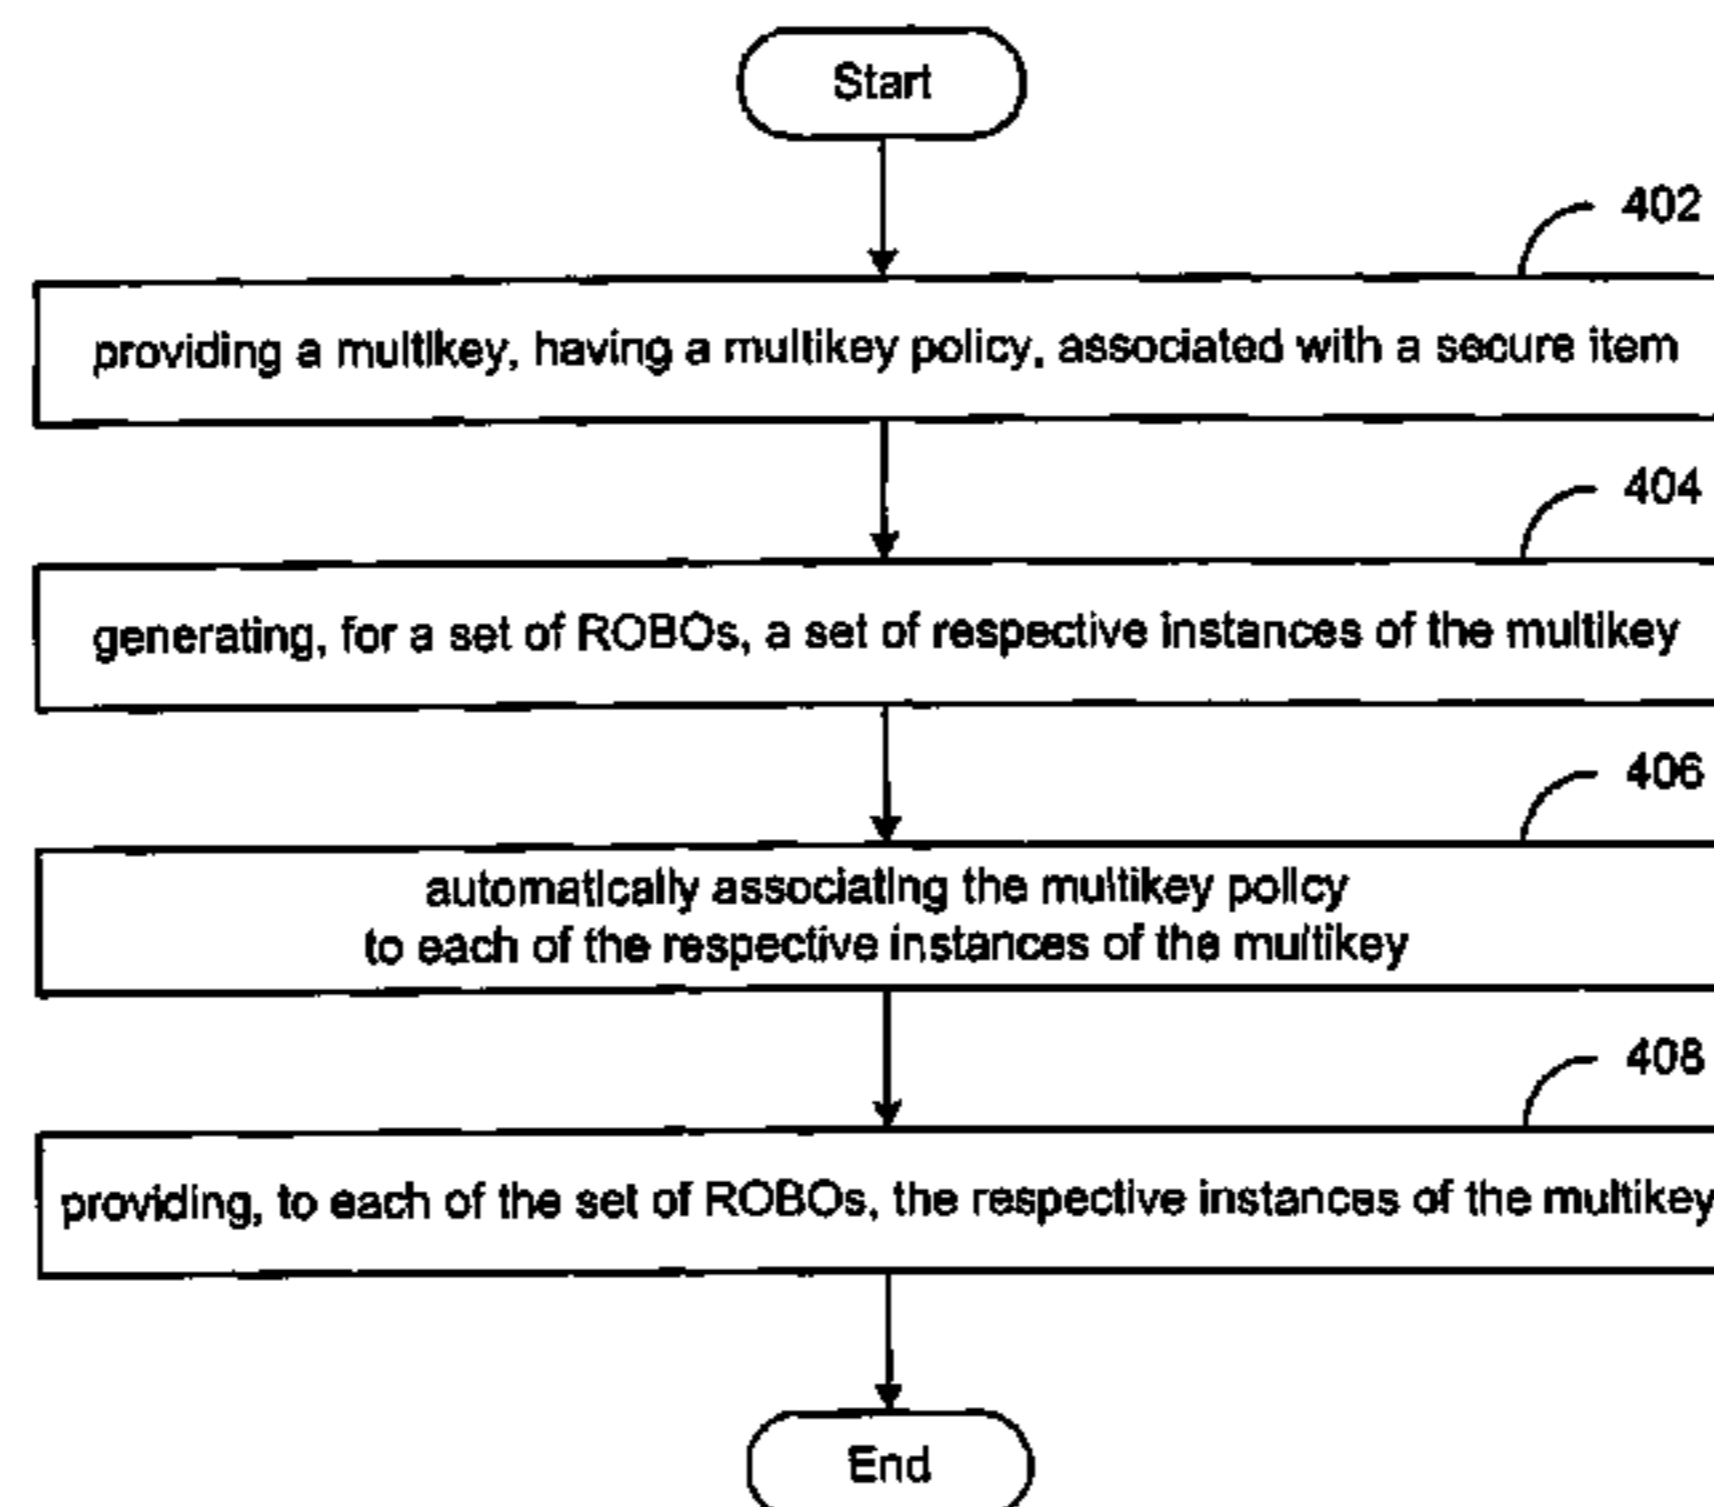 Start
402
providing a multikey, having a multikey policy, associated with a secure item
404
generating, for a set of ROBOs, a set of respective instances of the multikey
406
automatically associating the multikey policy
to each of the respective instances of the multikey
408
providing, to each of the set of ROBOs, the respective instances of the multikey
End